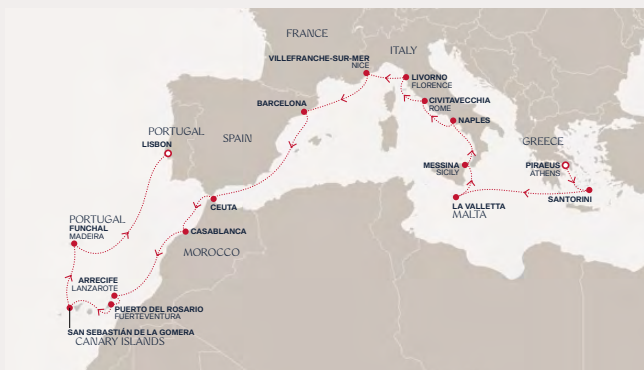 FRANCE
ITALY
VILLEFRANCHE-SUR-MER
NICE
LIVORNO
FLORENCE
CIVITAVECCHIA
ROME
BARCELONA
NAPLES
PORTUGAL
LISBON
SPAIN
GREECE
PIRAEUS
ATHENS
MESSINA
SICILY
SANTORINI
LA VALLETTA
MALTA
CEUTA
PORTUGAL
FUNCHAL
MADEIRA
CASABLANCA
MOROCCO
ARRECIFE
LANZAROTE
PUERTO DEL ROSARIO
FUERTEVENTURA
SAN SEBASTIÁN DE LA GOMERA
CANARY ISLANDS